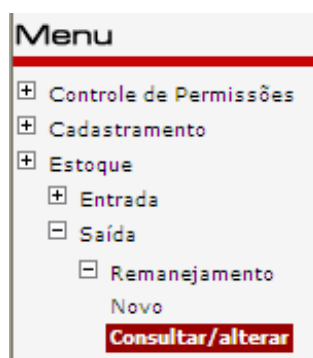 Menu
Controle de Permissões
Cadastramento
Estoque
Entrada
Saída
Remanejamento
Novo
Consultar/alterar